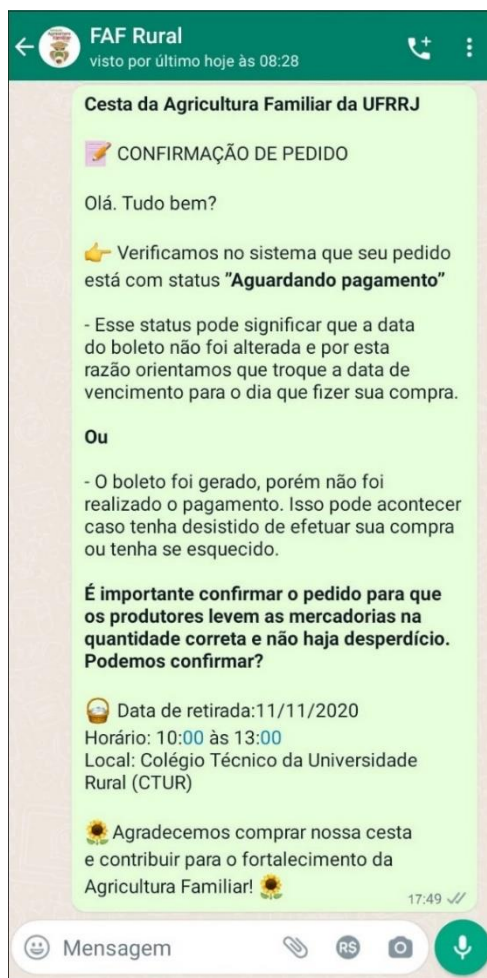 FAF Rural
visto por último hoje às 08:28
Cesta da Agricultura Familiar da UFRRJ
📝 CONFIRMAÇÃO DE PEDIDO
Olá. Tudo bem?
👉 Verificamos no sistema que seu pedido
está com status "Aguardando pagamento"
- Esse status pode significar que a data
do boleto não foi alterada e por esta
razão orientamos que troque a data de
vencimento para o dia que fizer sua compra.
Ou
- O boleto foi gerado, porém não foi
realizado o pagamento. Isso pode acontecer
caso tenha desistido de efetuar sua compra
ou tenha se esquecido.
É importante confirmar o pedido para que
os produtores levem as mercadorias na
quantidade correta e não haja desperdício.
Podemos confirmar?
Data de retirada:11/11/2020
Horário: 10:00 às 13:00
Local: Colégio Técnico da Universidade
Rural (CTUR)
🌻Agradecemos comprar nossa cesta
e contribuir para o fortalecimento da
Agricultura Familiar! 🌻
17:49
Mensagem
R$